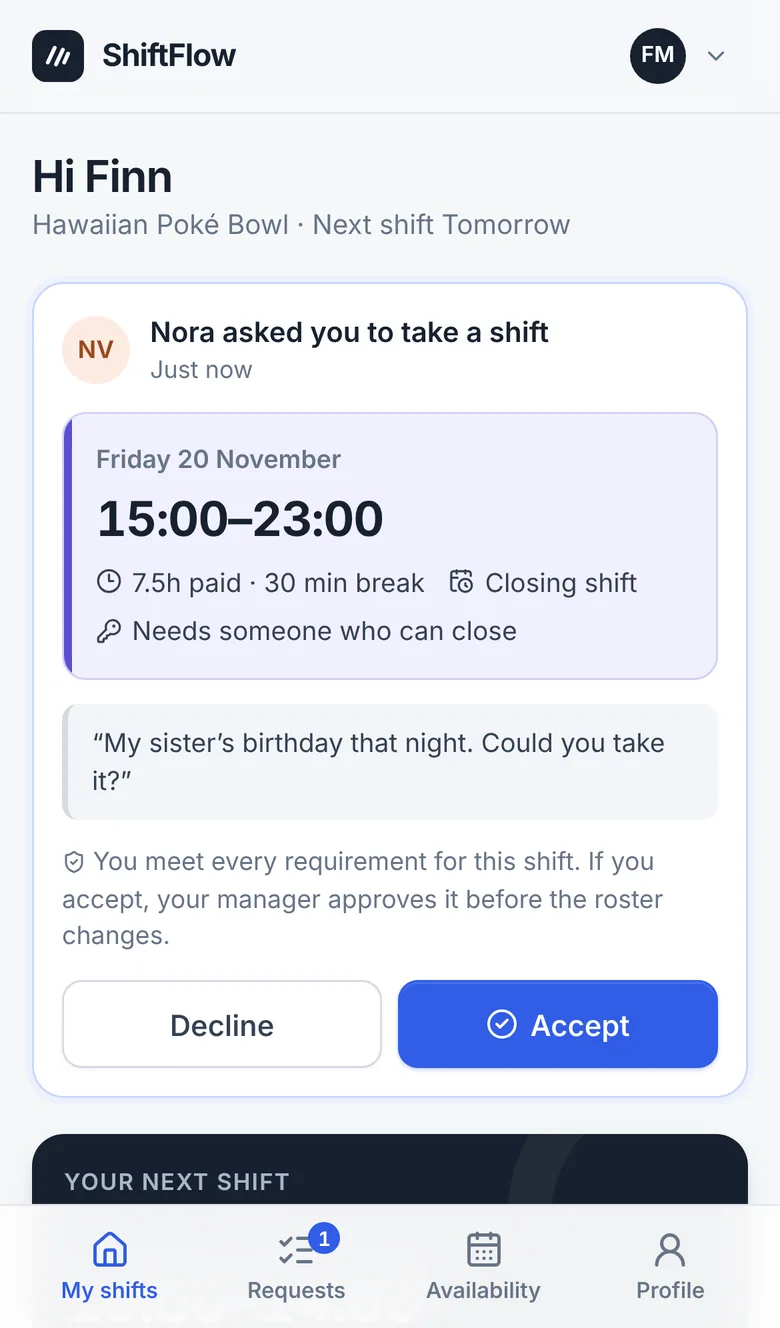 ShiftFlow
FM
Hi Finn
Hawaiian Poké Bowl · Next shift Tomorrow
NV
Nora asked you to take a shift
Just now
Friday 20 November
15:00–23:00
7.5h paid · 30 min break
Closing shift
Needs someone who can close
“My sister’s birthday that night. Could you take
it?”
You meet every requirement for this shift. If you
accept, your manager approves it before the roster
changes.
Decline
Accept
YOUR NEXT SHIFT
1
My shifts
Requests
Availability
Profile